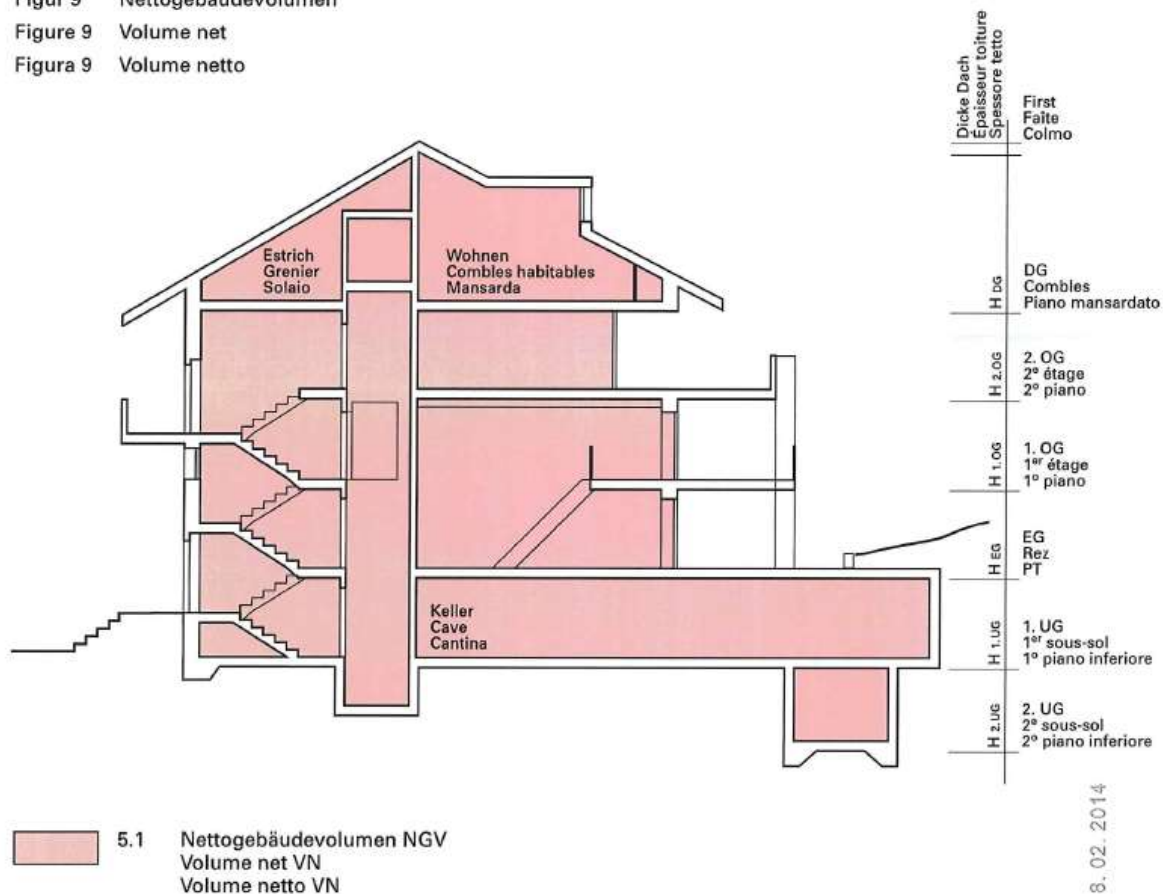 Figur 9 Nettogebäudevolumen
Figure 9 Volume net
Figura 9 Volume netto
Dicke Dach
Épaisseur toiture
Spessore tetto
First
Faîte
Colmo
Estrich
Grenier
Solaio
Wohnen
Combles habitables
Mansarda
H DG
DG
Combles
Piano mansardato
H 2.OG
2. OG
2e étage
2º piano
H 1.OG
1. OG
1er étage
1º piano
H EG
EG
Rez
PT
Keller
Cave
Cantina
H 1.UG
1. UG
1er sous-sol
1º piano inferiore
H 2.UG
2. UG
2e sous-sol
2º piano inferiore
5.1 Nettogebäudevolumen NGV
Volume net VN
Volume netto VN
8. 02. 2014